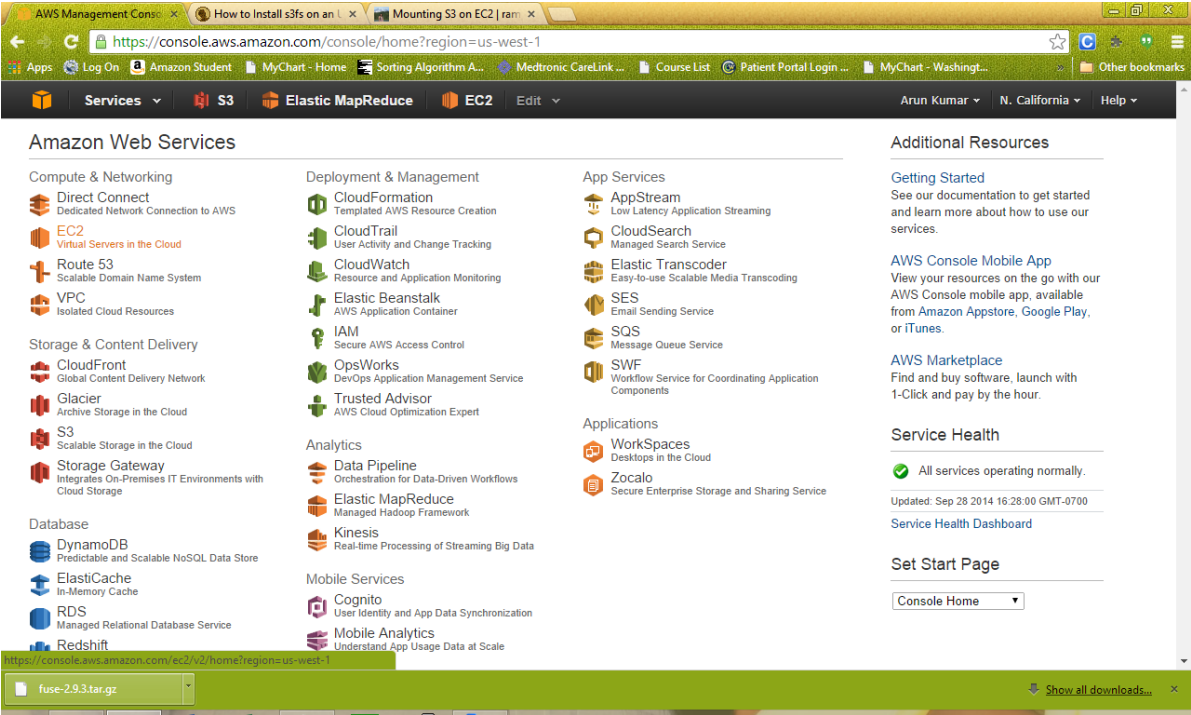 AWS Management Conso
How to Install s3fs on an U
Mounting S3 on EC2 | ram
https://console.aws.amazon.com/console/home?region=us-west-1
Apps Log On Amazon Student MyChart - Home Sorting Algorithm A... Medtronic CareLink ... Course List Patient Portal Login ... MyChart - Washingt... » Other bookmarks
Services S3 Elastic MapReduce EC2 Edit Arun Kumar N. California Help
Amazon Web Services
Compute & Networking
Direct Connect
Dedicated Network Connection to AWS
EC2
Virtual Servers in the Cloud
Route 53
Scalable Domain Name System
VPC
Isolated Cloud Resources
Storage & Content Delivery
CloudFront
Global Content Delivery Network
Glacier
Archive Storage in the Cloud
S3
Scalable Storage in the Cloud
Storage Gateway
Integrates On-Premises IT Environments with
Cloud Storage
Database
DynamoDB
Predictable and Scalable NoSQL Data Store
ElastiCache
In-Memory Cache
RDS
Managed Relational Database Service
Redshift
Deployment & Management
CloudFormation
Templated AWS Resource Creation
CloudTrail
User Activity and Change Tracking
CloudWatch
Resource and Application Monitoring
Elastic Beanstalk
AWS Application Container
IAM
Secure AWS Access Control
OpsWorks
DevOps Application Management Service
Trusted Advisor
AWS Cloud Optimization Expert
Analytics
Data Pipeline
Orchestration for Data-Driven Workflows
Elastic MapReduce
Managed Hadoop Framework
Kinesis
Real-time Processing of Streaming Big Data
Mobile Services
Cognito
User Identity and App Data Synchronization
Mobile Analytics
Understand App Usage Data at Scale
App Services
AppStream
Low Latency Application Streaming
CloudSearch
Managed Search Service
Elastic Transcoder
Easy-to-use Scalable Media Transcoding
SES
Email Sending Service
SQS
Message Queue Service
SWF
Workflow Service for Coordinating Application
Components
Applications
WorkSpaces
Desktops in the Cloud
Zocalo
Secure Enterprise Storage and Sharing Service
Additional Resources
Getting Started
See our documentation to get started
and learn more about how to use our
services.
AWS Console Mobile App
View your resources on the go with our
AWS Console mobile app, available
from Amazon Appstore, Google Play,
or iTunes.
AWS Marketplace
Find and buy software, launch with
1-Click and pay by the hour.
Service Health
All services operating normally.
Updated: Sep 28 2014 16:28:00 GMT-0700
Service Health Dashboard
Set Start Page
Console Home
https://console.aws.amazon.com/ec2/v2/home?region=us-west-1
fuse-2.9.3.tar.gz
Show all downloads...